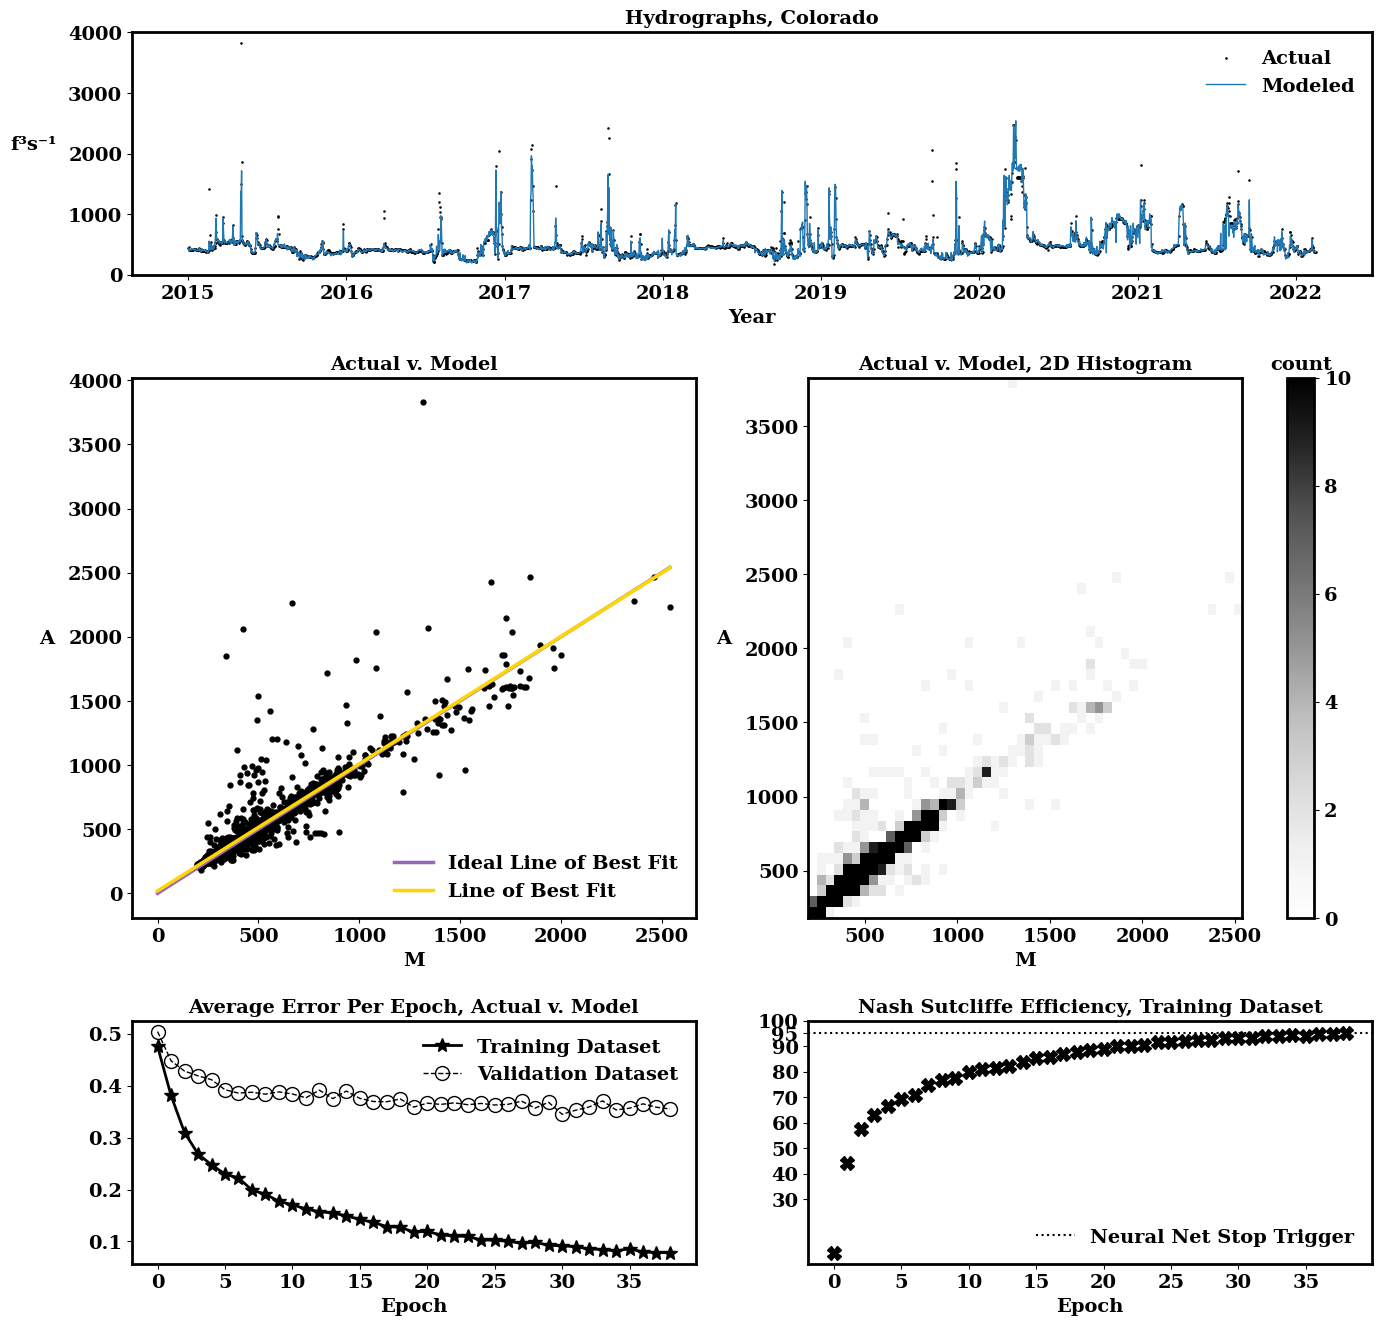 Hydrographs, Colorado
4000
3000
2000
1000
0
f³s⁻¹
Actual
Modeled
2015 2016 2017 2018 2019 2020 2021 2022
Year
Actual v. Model
4000
3500
3000
2500
2000
1500
1000
500
0
A
Ideal Line of Best Fit
Line of Best Fit
0 500 1000 1500 2000 2500
M
Actual v. Model, 2D Histogram
3500
3000
2500
2000
1500
1000
500
A
500 1000 1500 2000 2500
M
count
10
8
6
4
2
0
Average Error Per Epoch, Actual v. Model
0.5
0.4
0.3
0.2
0.1
Training Dataset
Validation Dataset
0 5 10 15 20 25 30 35
Epoch
Nash Sutcliffe Efficiency, Training Dataset
100
95
90
80
70
60
50
40
30
Neural Net Stop Trigger
0 5 10 15 20 25 30 35
Epoch